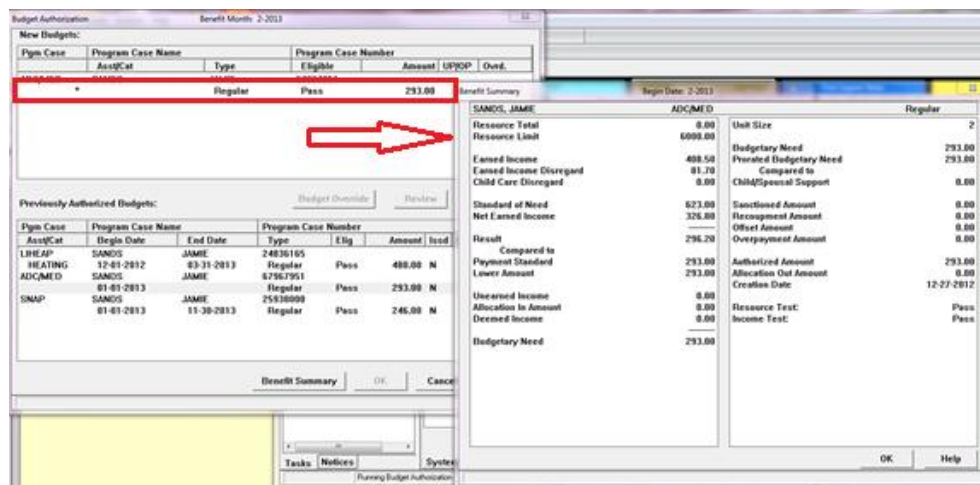 Budget Authorization Benefit Month: 2-2013
New Budgets:
Pgm Case Program Case Name Program Case Number
Asst/Cat Type Eligible Amount UP/OP Ovrd.
* Regular Pass 293.00
Budget Override Review
Previously Authorized Budgets:
Pgm Case Program Case Name Program Case Number
Asst/Cat Begin Date End Date Type Elig Amount Issd
LIHEAP SANDS JAMIE 24836165
HEATING 12-01-2012 03-31-2013 Regular Pass 480.00 N
ADC/MED SANDS JAMIE 67967951
01-01-2013 Regular Pass 293.00 N
SNAP SANDS JAMIE 25938000
01-01-2013 11-30-2013 Regular Pass 246.00 N
Benefit Summary OK Cance
Tasks Notices System
Running Budget Authorization
Benefit Summary Begin Date: 2-2013
SANDS, JAMIE ADC/MED Regular
Resource Total 0.00
Resource Limit 6000.00
Earned Income 408.50
Earned Income Disregard 81.70
Child Care Disregard 0.00
Standard of Need 623.00
Net Earned Income 326.80
Result 296.20
Compared to
Payment Standard 293.00
Lower Amount 293.00
Unearned Income 0.00
Allocation In Amount 0.00
Deemed Income 0.00
Budgetary Need 293.00
Unit Size 2
Budgetary Need 293.00
Prorated Budgetary Need 293.00
Compared to
Child/Spousal Support 0.00
Sanctioned Amount 0.00
Recoupment Amount 0.00
Offset Amount 0.00
Overpayment Amount 0.00
Authorized Amount 293.00
Allocation Out Amount 0.00
Creation Date 12-27-2012
Resource Test: Pass
Income Test: Pass
OK Help